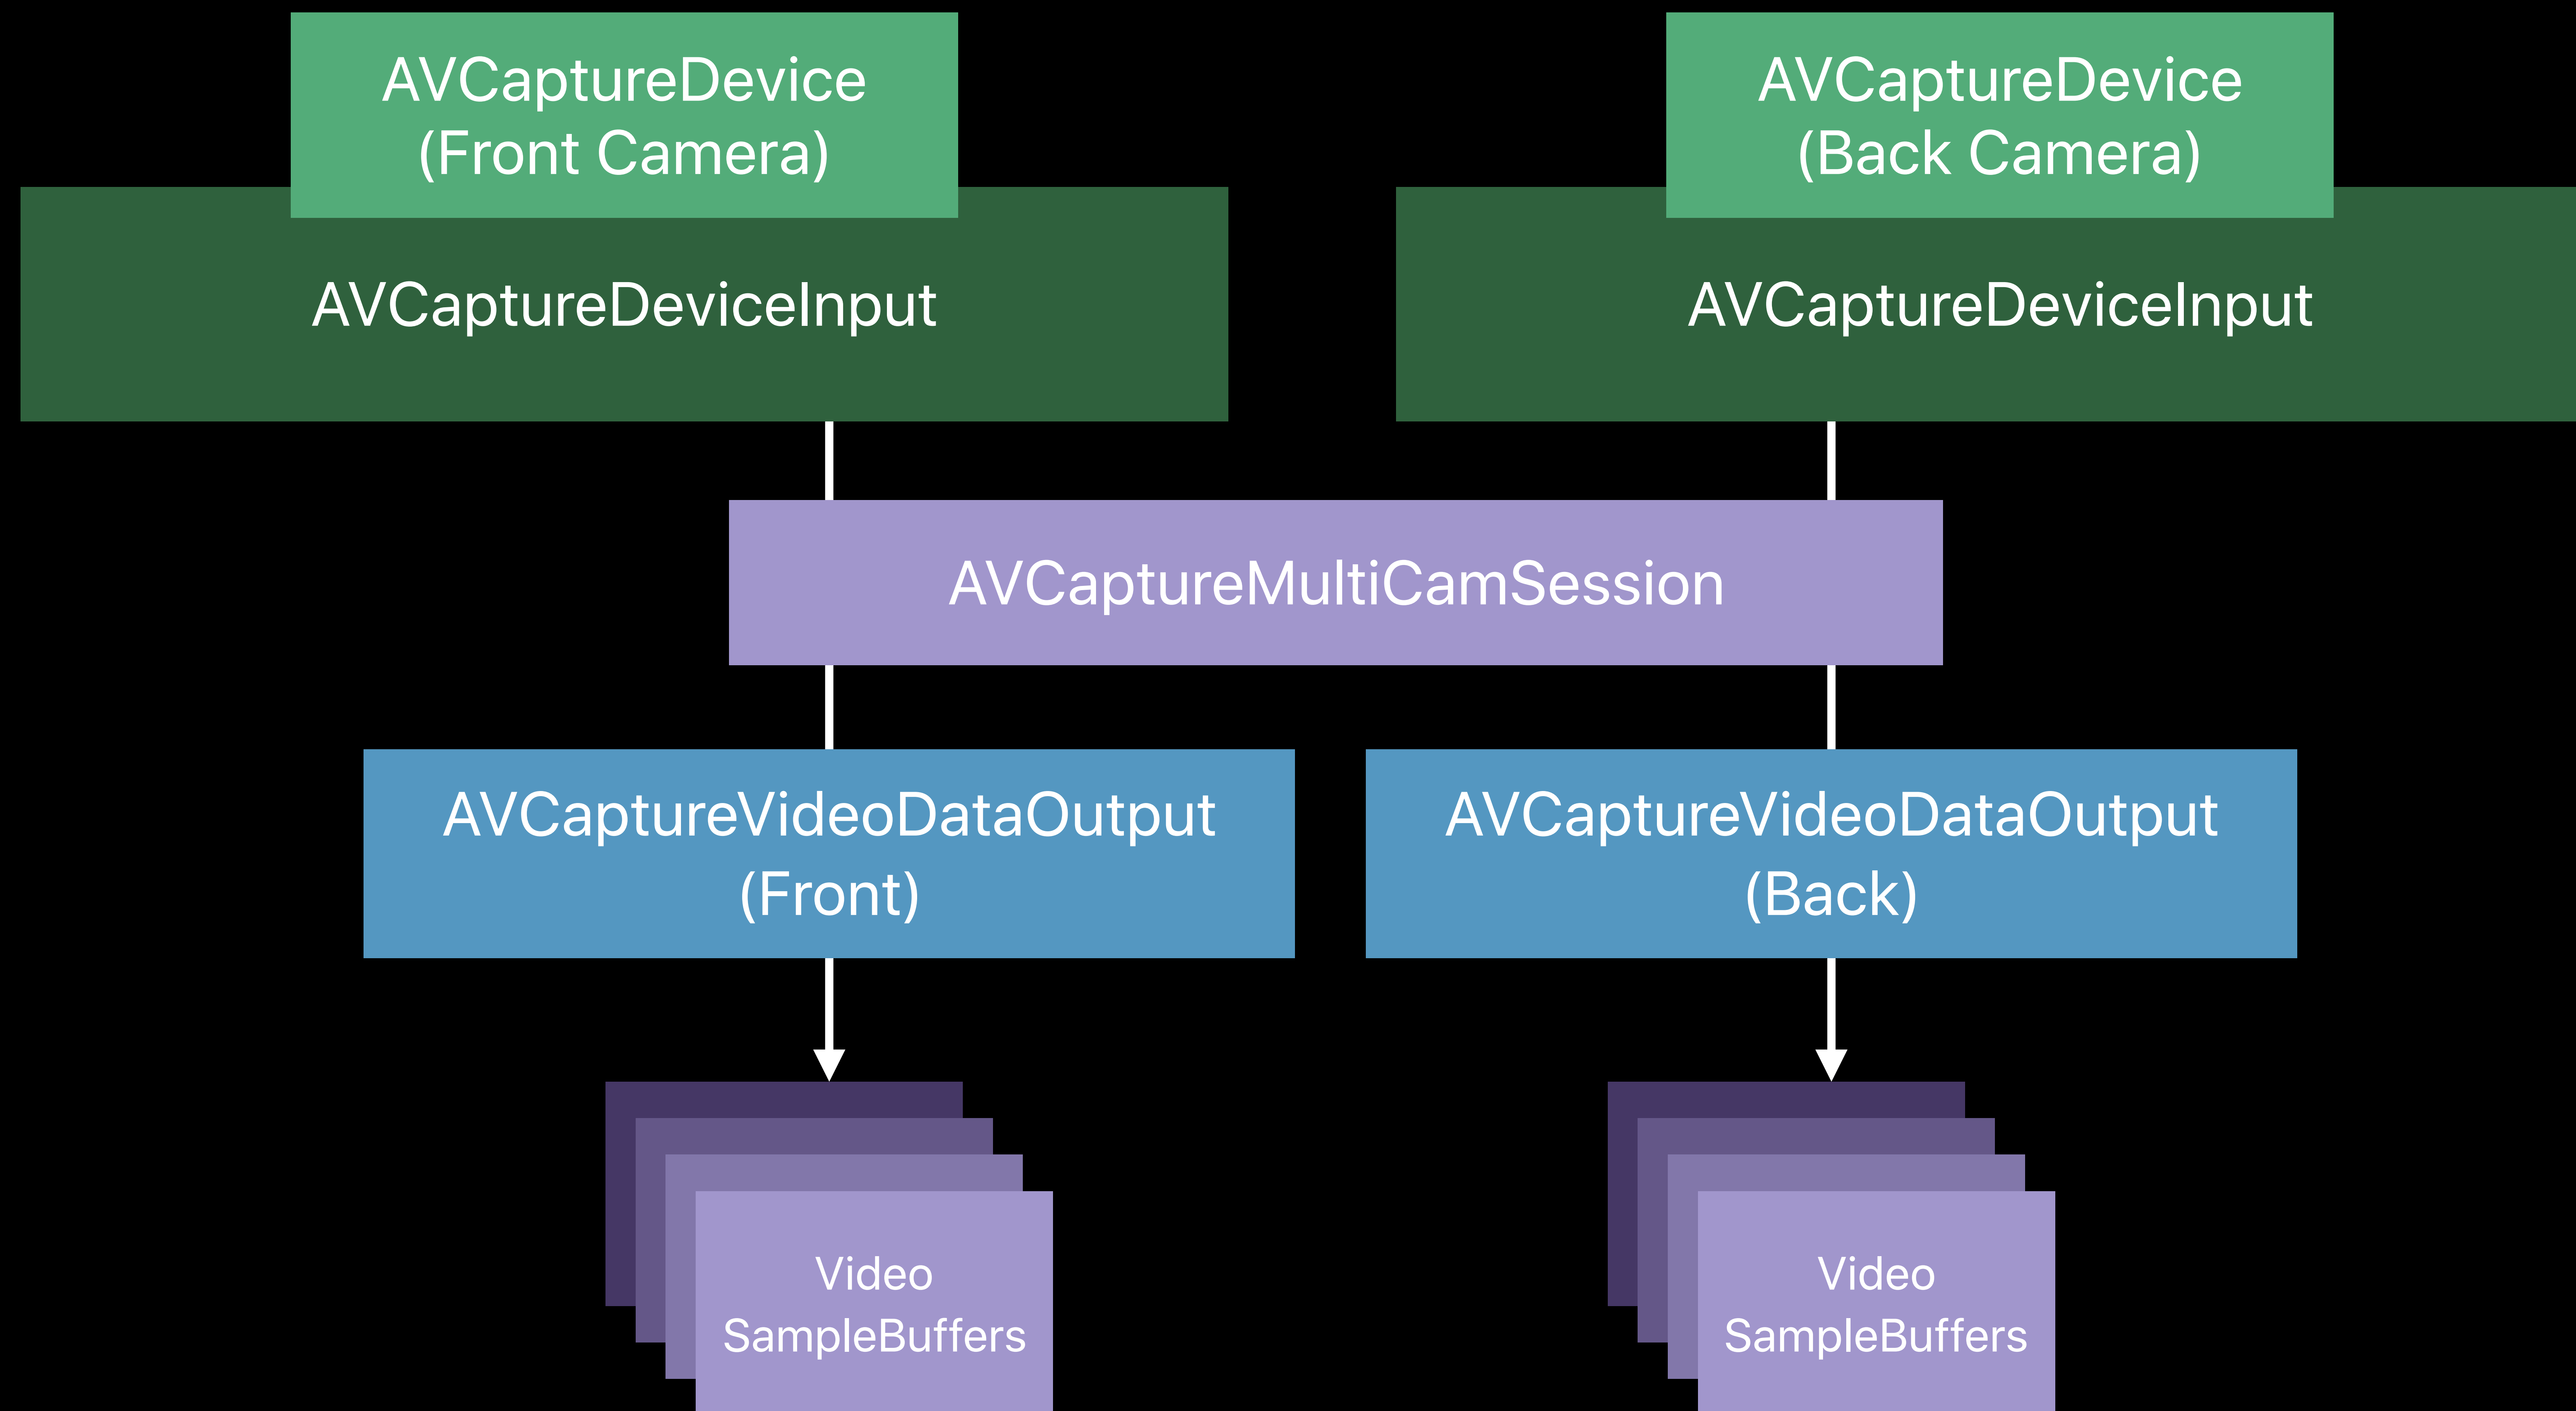 AVCaptureDevice
(Front Camera)
AVCaptureDeviceInput
AVCaptureDevice
(Back Camera)
AVCaptureDeviceInput
AVCaptureMultiCamSession
AVCaptureVideoDataOutput
(Front)
AVCaptureVideoDataOutput
(Back)
Video
SampleBuffers
Video
SampleBuffers